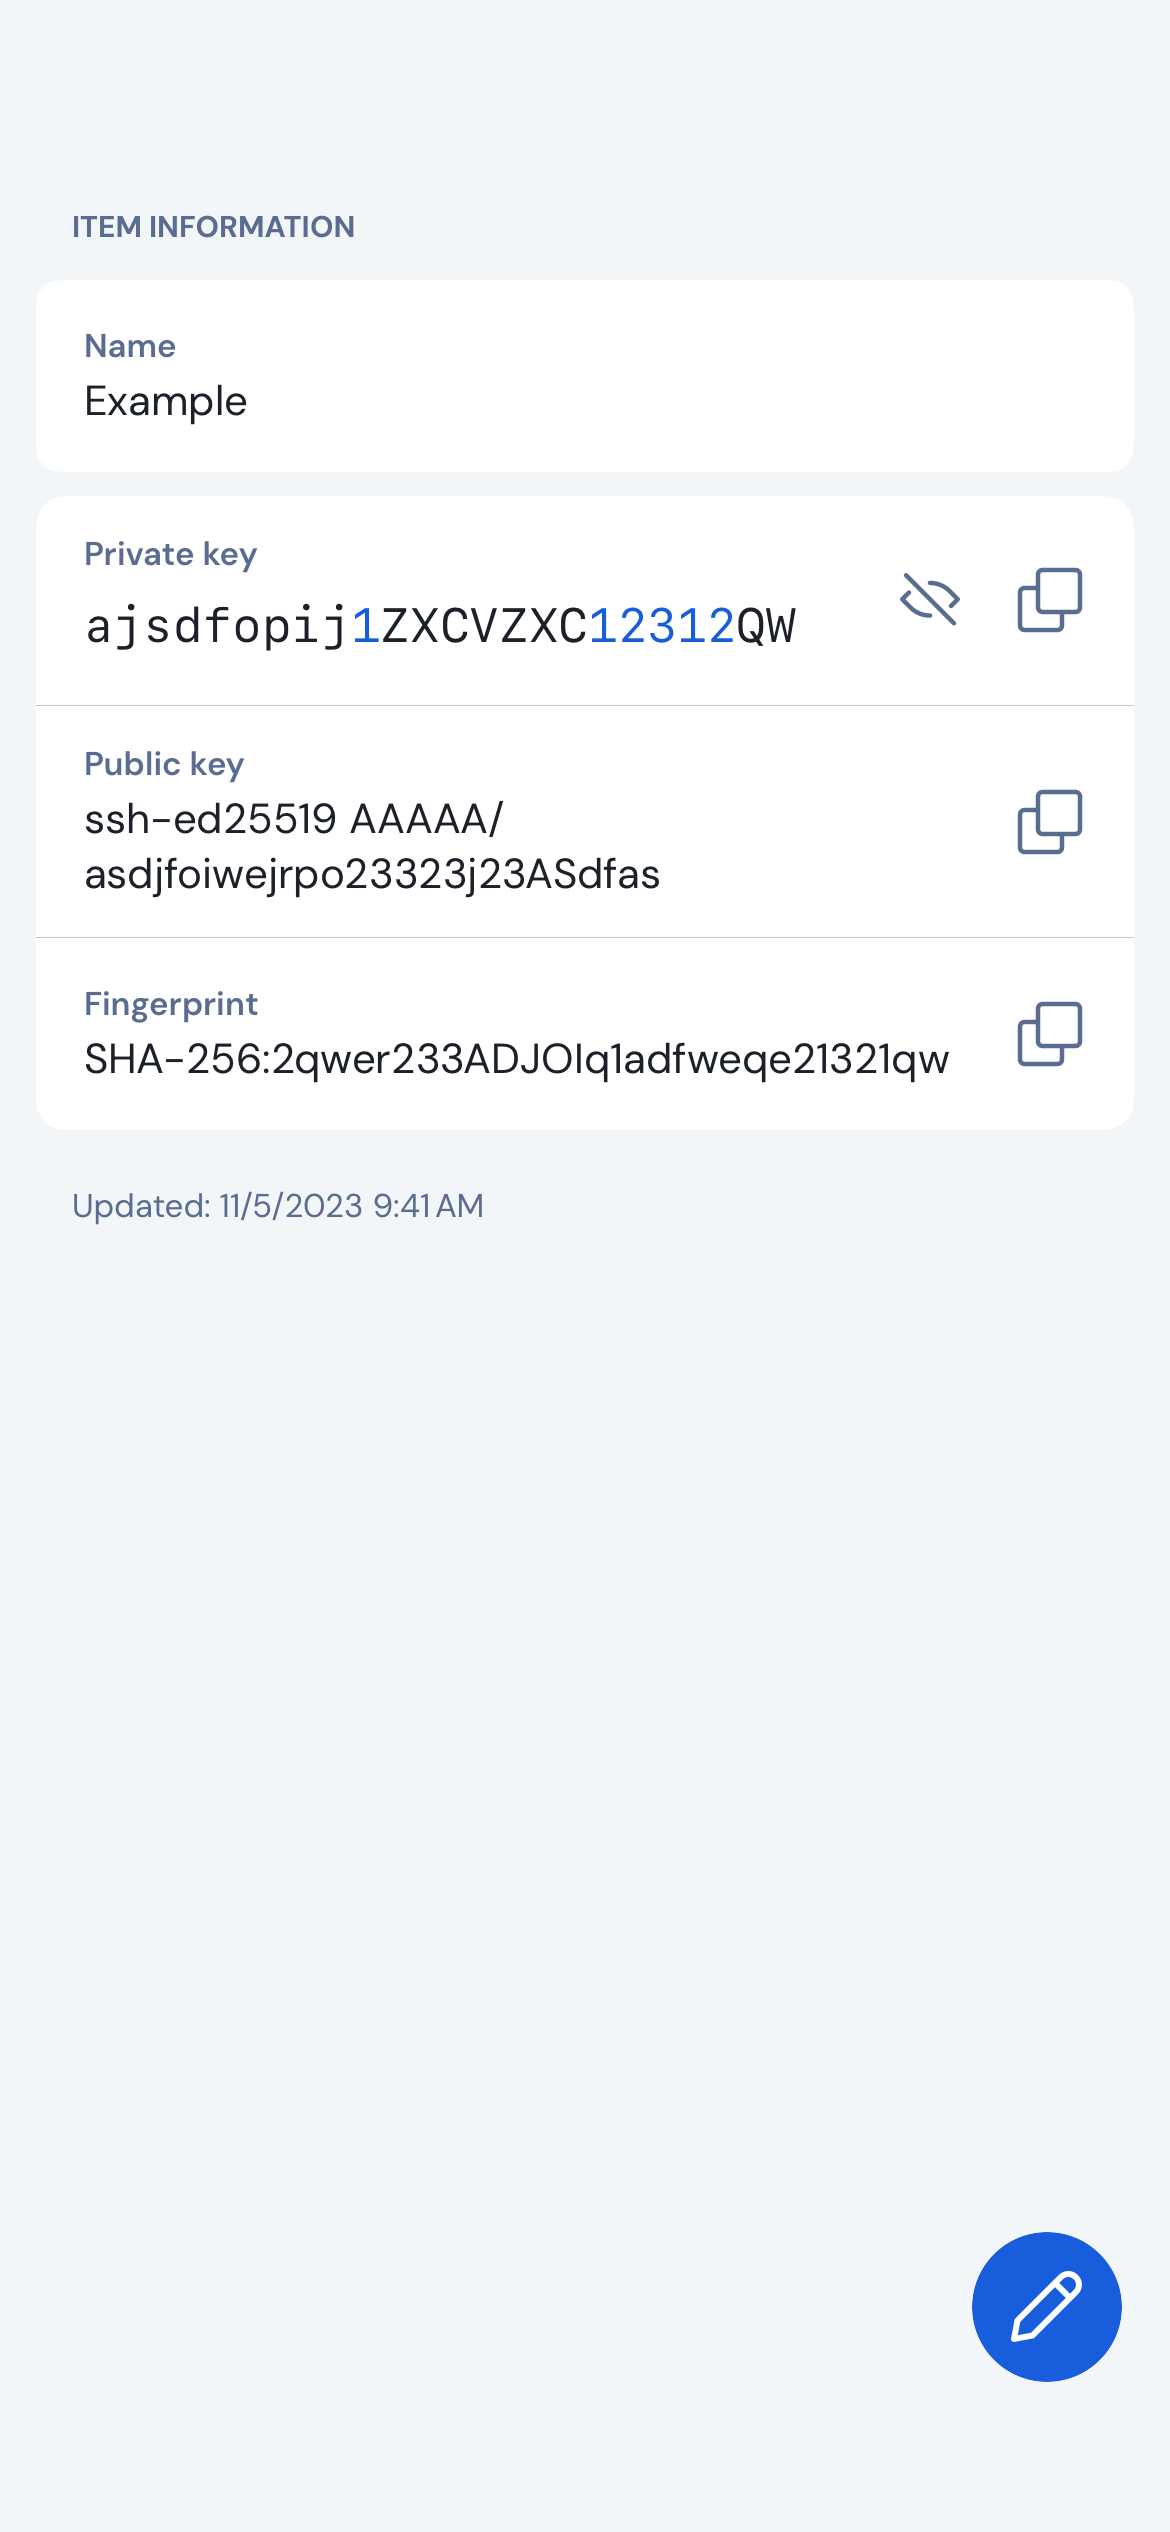 ITEM INFORMATION
Name
Example
Private key
ajsdfopij1ZXCVZXC12312QW
Public key
ssh-ed25519 AAAAA/
asdjfoiwejrpo23323j23ASdfas
Fingerprint
SHA-256:2qwer233ADJOIq1adfweqe21321qw
Updated: 11/5/2023 9:41 AM